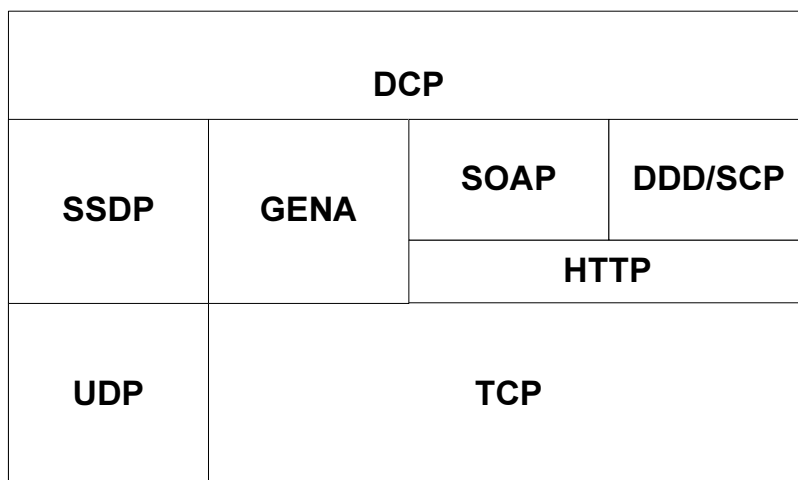 DCP
SSDP
GENA
SOAP
DDD/SCP
HTTP
UDP
TCP